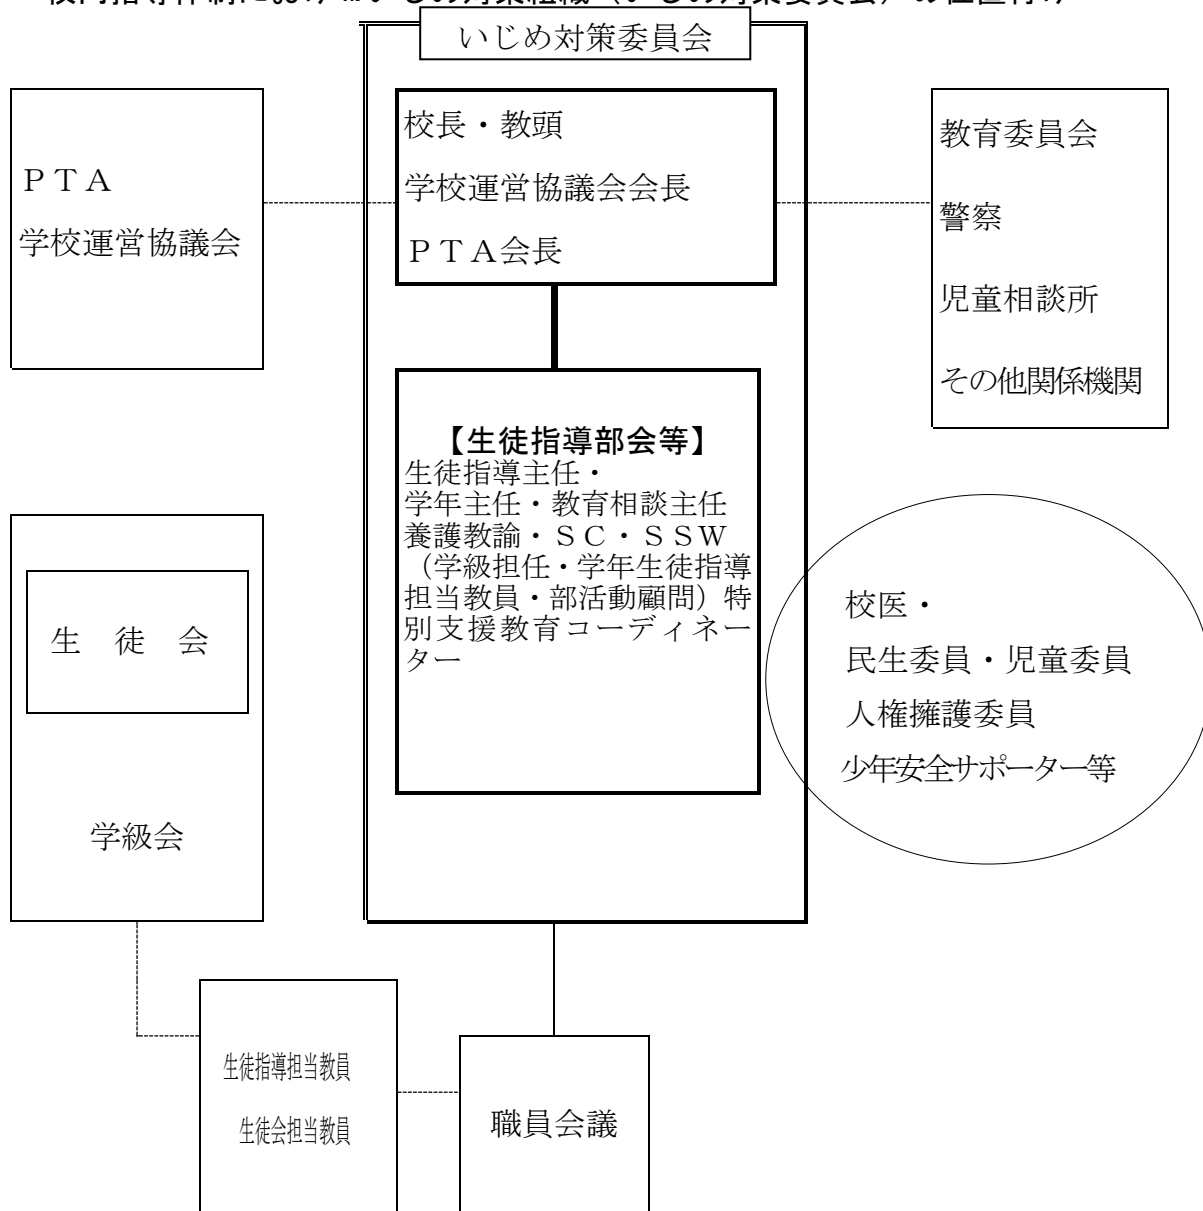 いじめ対策委員会
校長・教頭
学校運営協議会会長
ＰＴＡ会長
ＰＴＡ
学校運営協議会
教育委員会
警察
児童相談所
その他関係機関
【生徒指導部会等】
生徒指導主任・
学年主任・教育相談主任
養護教諭・ＳＣ・ＳＳＷ
（学級担任・学年生徒指導
担当教員・部活動顧問）特
別支援教育コーディネー
ター
生　徒　会
学級会
校医・
民生委員・児童委員
人権擁護委員
少年安全サポーター等
生徒指導担当教員
生徒会担当教員
職員会議